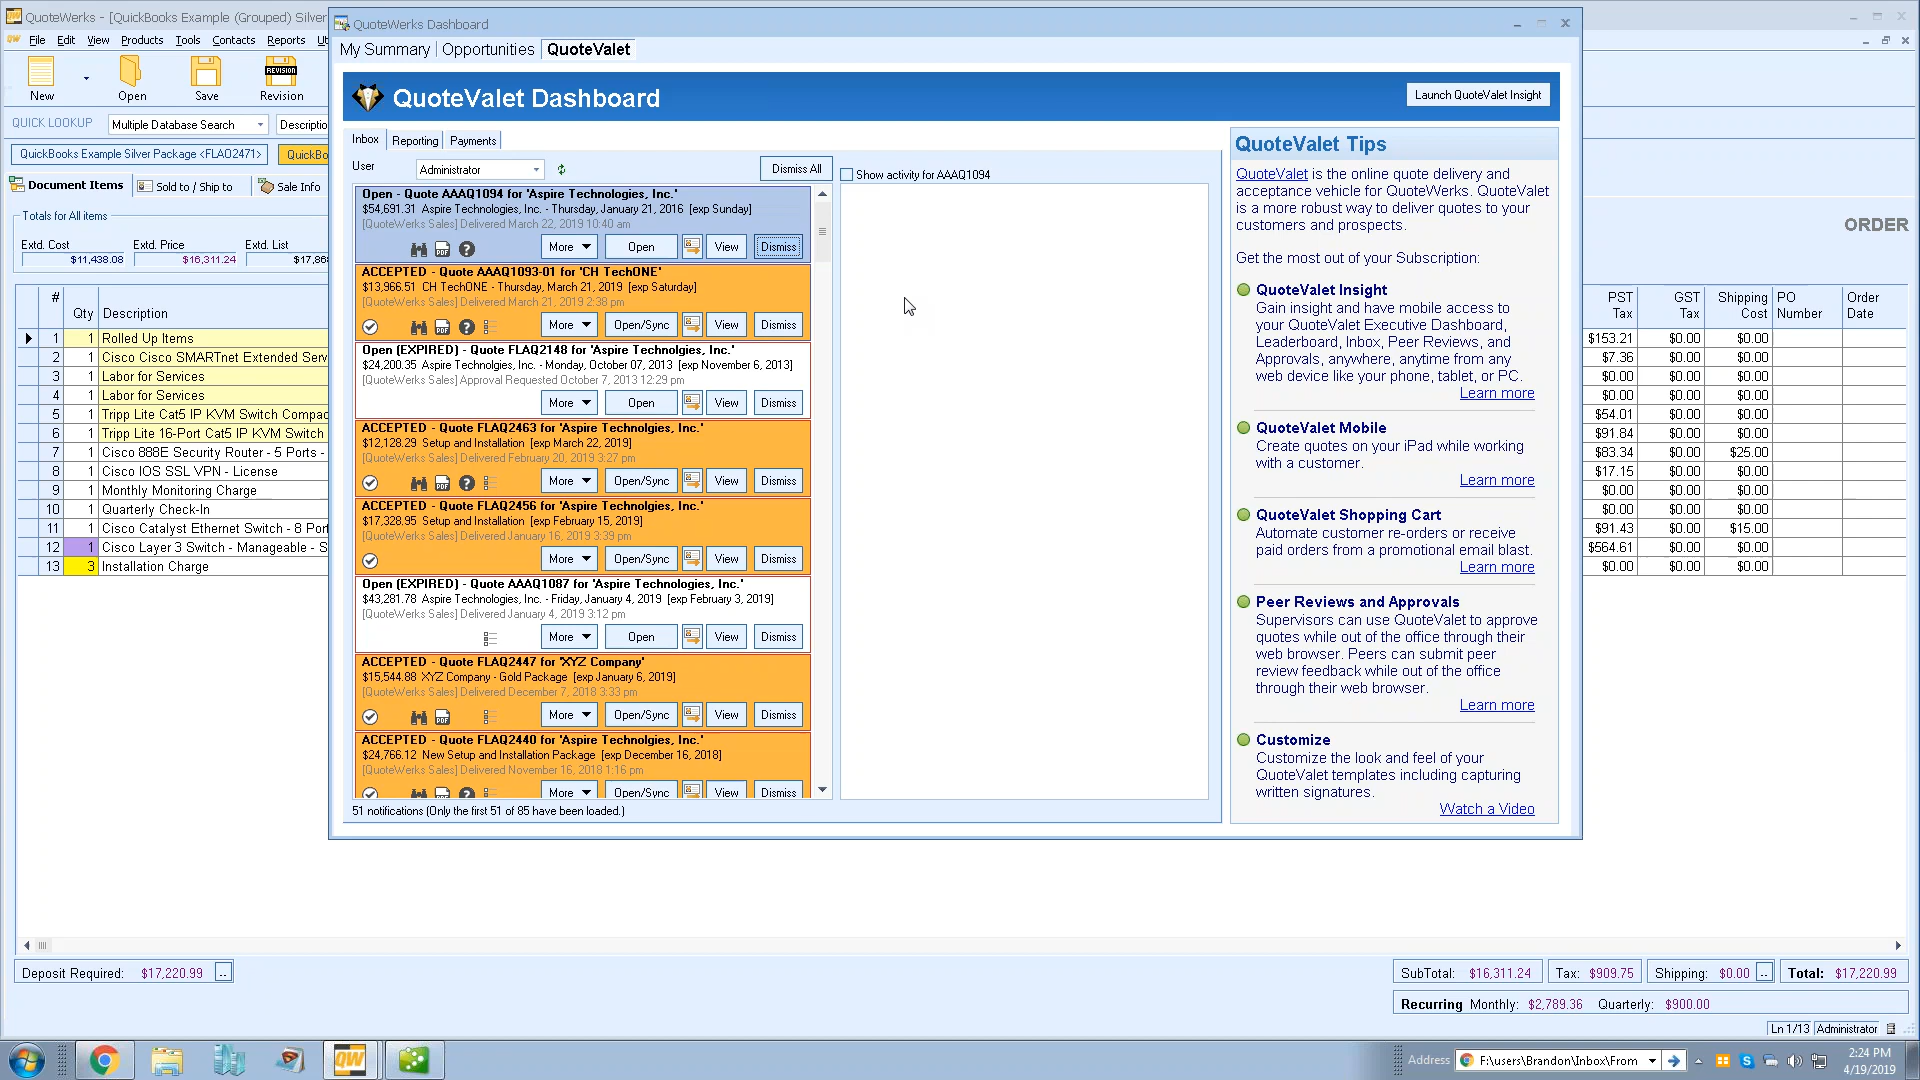 QuoteWerks - [QuickBooks Example (Grouped) Silver
File Edit View Products Tools Contacts Reports Ut
New Open Save Revision
REVISION
QUICK LOOKUP Multiple Database Search Descriptio
QuickBooks Example Silver Package <FLAO2471> QuickBo
Document Items Sold to / Ship to Sale Info
Totals for All items
Extd. Cost Extd. Price Extd. List
$11,438.08 $16,311.24 $17,86
# Qty Description
1 1 Rolled Up Items
2 1 Cisco Cisco SMARTnet Extended Serv
3 1 Labor for Services
4 1 Labor for Services
5 1 Tripp Lite Cat5 IP KVM Switch Compac
6 1 Tripp Lite 16-Port Cat5 IP KVM Switch
7 1 Cisco 888E Security Router - 5 Ports -
8 1 Cisco IOS SSL VPN - License
9 1 Monthly Monitoring Charge
10 1 Quarterly Check-In
11 1 Cisco Catalyst Ethernet Switch - 8 Port
12 1 Cisco Layer 3 Switch - Manageable - S
13 3 Installation Charge
QuoteWerks Dashboard
My Summary Opportunities QuoteValet
QuoteValet Dashboard
Launch QuoteValet Insight
Inbox Reporting Payments
User Administrator Dismiss All
Show activity for AAAQ1094
Open - Quote AAAQ1094 for 'Aspire Technologies, Inc.'
$54,691.31 Aspire Technologies, Inc. - Thursday, January 21, 2016 [exp Sunday]
[QuoteWerks Sales] Delivered March 22, 2019 10:40 am
PDF ? More Open View Dismiss
ACCEPTED - Quote AAAQ1093-01 for 'CH TechONE'
$13,966.51 CH TechONE - Thursday, March 21, 2019 [exp Saturday]
[QuoteWerks Sales] Delivered March 21, 2019 2:38 pm
PDF ? More Open/Sync View Dismiss
Open (EXPIRED) - Quote FLAQ2148 for 'Aspire Technolgies, Inc.'
$24,200.35 Aspire Technolgies, Inc. - Monday, October 07, 2013 [exp November 6, 2013]
[QuoteWerks Sales] Approval Requested October 7, 2013 12:29 pm
More Open View Dismiss
ACCEPTED - Quote FLAQ2463 for 'Aspire Technolgies, Inc.'
$12,128.29 Setup and Installation [exp March 22, 2019]
[QuoteWerks Sales] Delivered February 20, 2019 3:27 pm
PDF ? More Open/Sync View Dismiss
ACCEPTED - Quote FLAQ2456 for 'Aspire Technolgies, Inc.'
$17,328.95 Setup and Installation [exp February 15, 2019]
[QuoteWerks Sales] Delivered January 16, 2019 3:39 pm
More Open/Sync View Dismiss
Open (EXPIRED) - Quote AAAQ1087 for 'Aspire Technologies, Inc.'
$43,281.78 Aspire Technologies, Inc. - Friday, January 4, 2019 [exp February 3, 2019]
[QuoteWerks Sales] Delivered January 4, 2019 3:12 pm
More Open View Dismiss
ACCEPTED - Quote FLAQ2447 for 'XYZ Company'
$15,544.88 XYZ Company - Gold Package [exp January 6, 2019]
[QuoteWerks Sales] Delivered December 7, 2018 3:33 pm
PDF More Open/Sync View Dismiss
ACCEPTED - Quote FLAQ2440 for 'Aspire Technolgies, Inc.'
$24,766.12 New Setup and Installation Package [exp December 16, 2018]
[QuoteWerks Sales] Delivered November 16, 2018 1:16 pm
PDF ? More Open/Sync View Dismiss
51 notifications (Only the first 51 of 85 have been loaded.)
QuoteValet Tips
QuoteValet is the online quote delivery and
acceptance vehicle for QuoteWerks. QuoteValet
is a more robust way to deliver quotes to your
customers and prospects.
Get the most out of your Subscription:
QuoteValet Insight
Gain insight and have mobile access to
your QuoteValet Executive Dashboard,
Leaderboard, Inbox, Peer Reviews, and
Approvals, anywhere, anytime from any
web device like your phone, tablet, or PC.
Learn more
QuoteValet Mobile
Create quotes on your iPad while working
with a customer.
Learn more
QuoteValet Shopping Cart
Automate customer re-orders or receive
paid orders from a promotional email blast.
Learn more
Peer Reviews and Approvals
Supervisors can use QuoteValet to approve
quotes while out of the office through their
web browser. Peers can submit peer
review feedback while out of the office
through their web browser.
Learn more
Customize
Customize the look and feel of your
QuoteValet templates including capturing
written signatures.
Watch a Video
ORDER
PST Tax GST Tax Shipping Cost PO Number Order Date
$153.21 $0.00 $0.00
$7.36 $0.00 $0.00
$0.00 $0.00 $0.00
$0.00 $0.00 $0.00
$54.01 $0.00 $0.00
$91.84 $0.00 $0.00
$83.34 $0.00 $25.00
$17.15 $0.00 $0.00
$0.00 $0.00 $0.00
$0.00 $0.00 $0.00
$91.43 $0.00 $15.00
$564.61 $0.00 $0.00
$0.00 $0.00 $0.00
Deposit Required: $17,220.99 ..
SubTotal: $16,311.24 Tax: $909.75 Shipping: $0.00 .. Total: $17,220.99
Recurring Monthly: $2,789.36 Quarterly: $900.00
Ln 1/13 Administrator
QW
Address F:\users\Brandon\Inbox\From
2:24 PM
4/19/2019